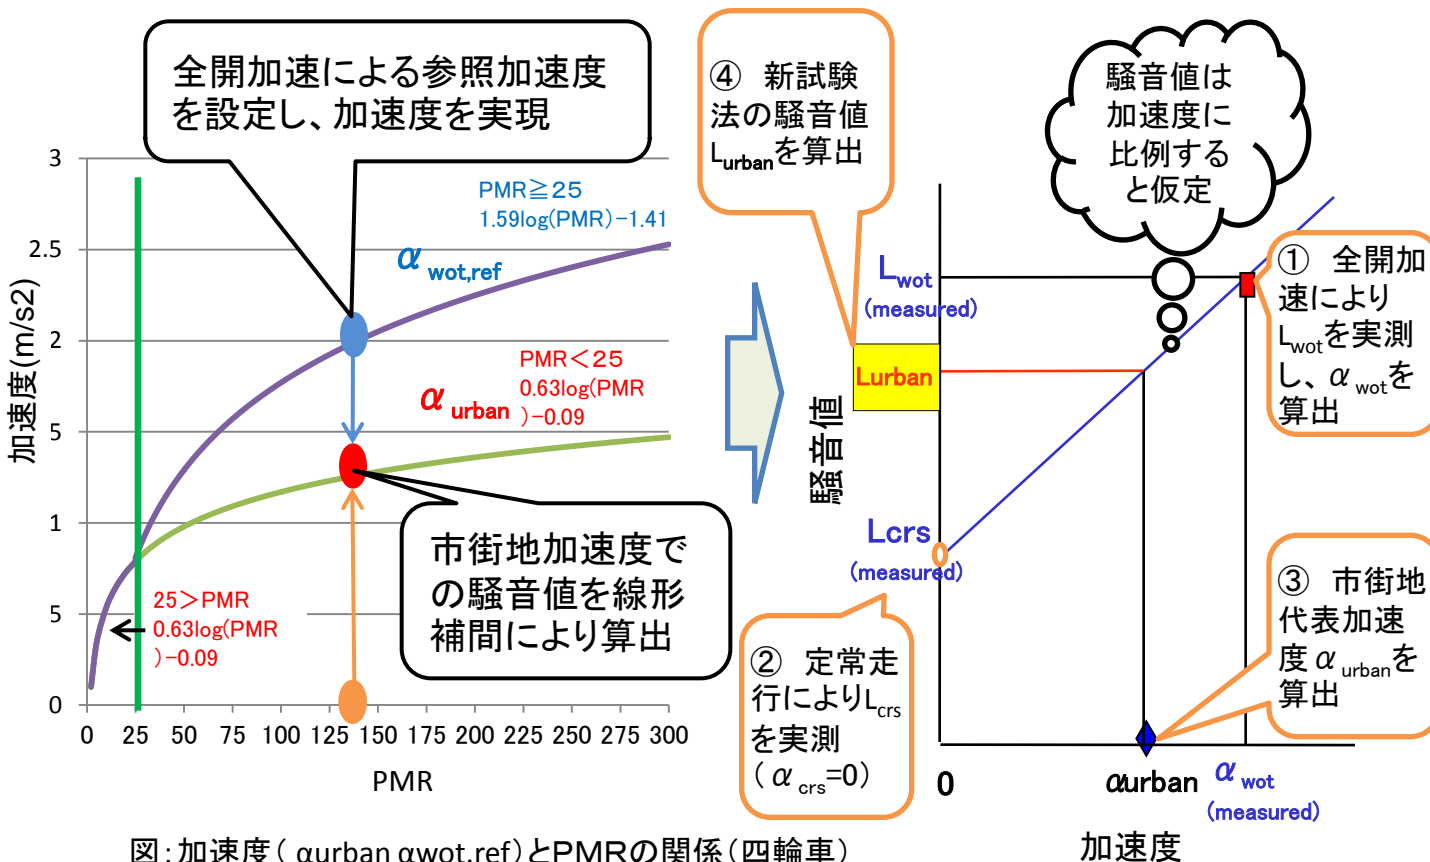 全開加速による参照加速度
を設定し、加速度を実現
3
2.5
2
5
1
5
0
加速度(m/s2)
PMR≧25
1.59log(PMR)-1.41
α wot,ref
PMR<25
0.63log(PMR
)-0.09
α urban
25>PMR
0.63log(PMR
)-0.09
市街地加速度で
の騒音値を線形
補間により算出
0 25 50 75 100 125 150 175 200 225 250 275 300
PMR
図:加速度( αurban αwot,ref)とPMRの関係(四輪車)
④ 新試験
法の騒音値
Lurbanを算出
騒音値は
加速度に
比例する
と仮定
Lwot
(measured)
Lurban
騒音値
Lcrs
(measured)
① 全開加
速により
Lwotを実測
し、αwotを
算出
② 定常走
行によりLcrs
を実測
(αcrs=0)
③ 市街地
代表加速
度αurbanを
算出
0
αurban
α wot
(measured)
加速度